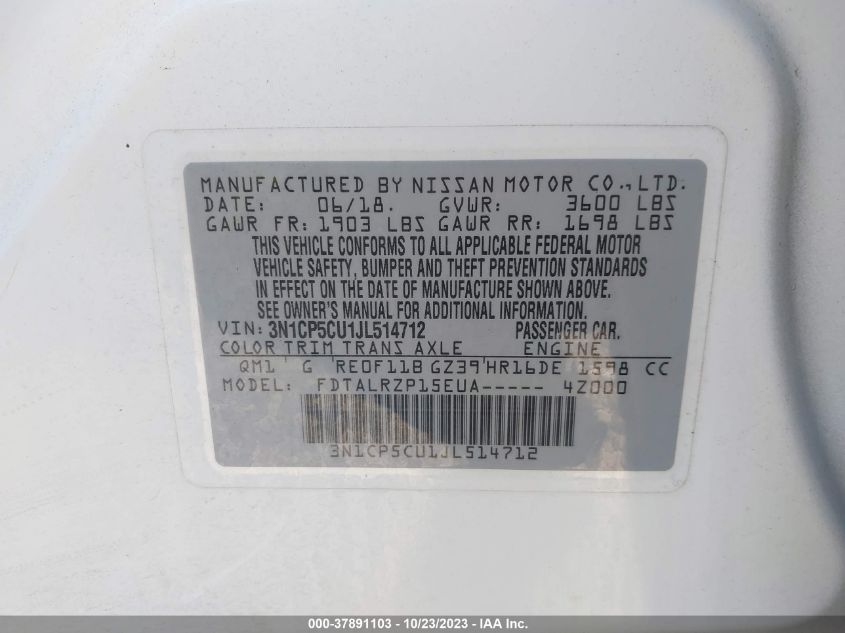 MANUFACTURED BY NISSAN MOTOR CO., LTD.
DATE: 06/18. GVWR: 3600 LBS
GAWR FR: 1903 LBS GAWR RR: 1698 LBS
THIS VEHICLE CONFORMS TO ALL APPLICABLE FEDERAL MOTOR
VEHICLE SAFETY, BUMPER AND THEFT PREVENTION STANDARDS
IN EFFECT ON THE DATE OF MANUFACTURE SHOWN ABOVE.
SEE OWNER'S MANUAL FOR ADDITIONAL INFORMATION.
VIN: 3N1CP5CU1JL514712 PASSENGER CAR.
COLOR TRIM TRANS AXLE ENGINE
QM1 G RE0F11B GZ39 HR16DE 1598 CC
MODEL: FDTALRZP15EUA----- 4Z000
3N1CP5CU1JL514712
000-37891103 - 10/23/2023 - IAA Inc.